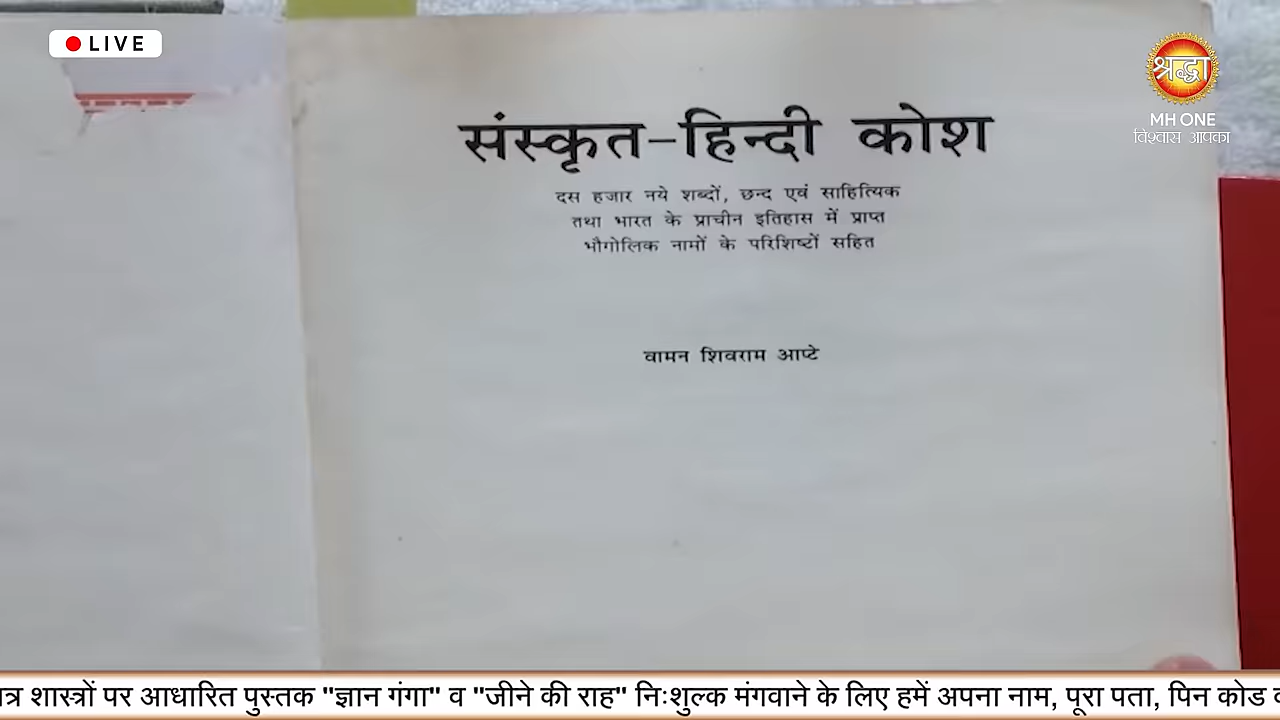 LIVE
श्रद्धा
MH ONE
विश्वास आपका
संस्कृत-हिन्दी कोश
दस हजार नये शब्दों, छन्द एवं साहित्यिक
तथा भारत के प्राचीन इतिहास में प्राप्त
भौगोलिक नामों के परिशिष्टों सहित
वामन शिवराम आप्टे
शास्त्रों पर आधारित पुस्तक "ज्ञान गंगा" व "जीने की राह" निःशुल्क मंगवाने के लिए हमें अपना नाम, पूरा पता, पिन कोड